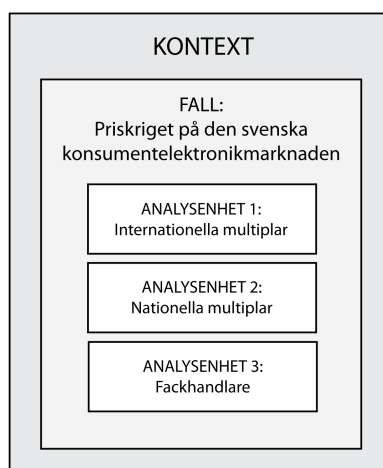 KONTEXT
FALL:
Priskriget på den svenska
konsumentelektronikmarknaden
ANALYSENHET 1:
Internationella multiplar
ANALYSENHET 2:
Nationella multiplar
ANALYSENHET 3:
Fackhandlare